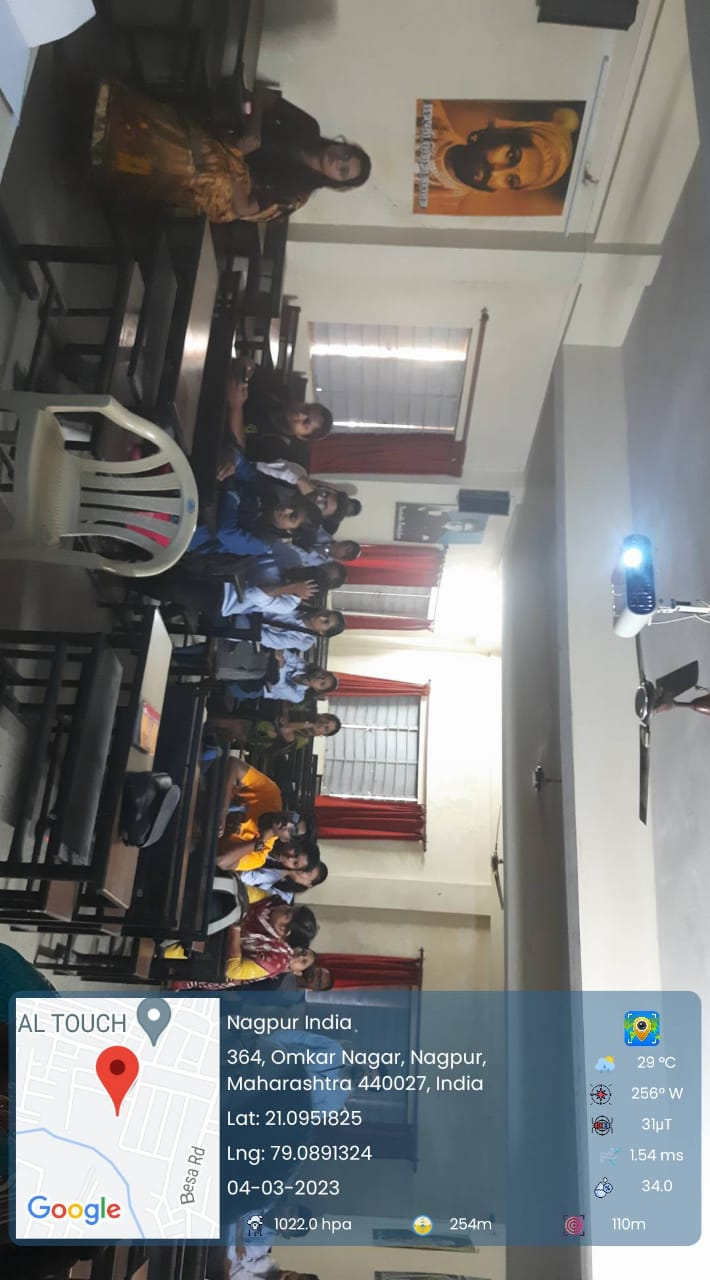 AL TOUCH
Besa Rd
Google
Nagpur India
364, Omkar Nagar, Nagpur,
Maharashtra 440027, India
Lat: 21.0951825
Lng: 79.0891324
04-03-2023
29 °C
256° W
31µT
1.54 ms
34.0
1022.0 hpa
254m
110m